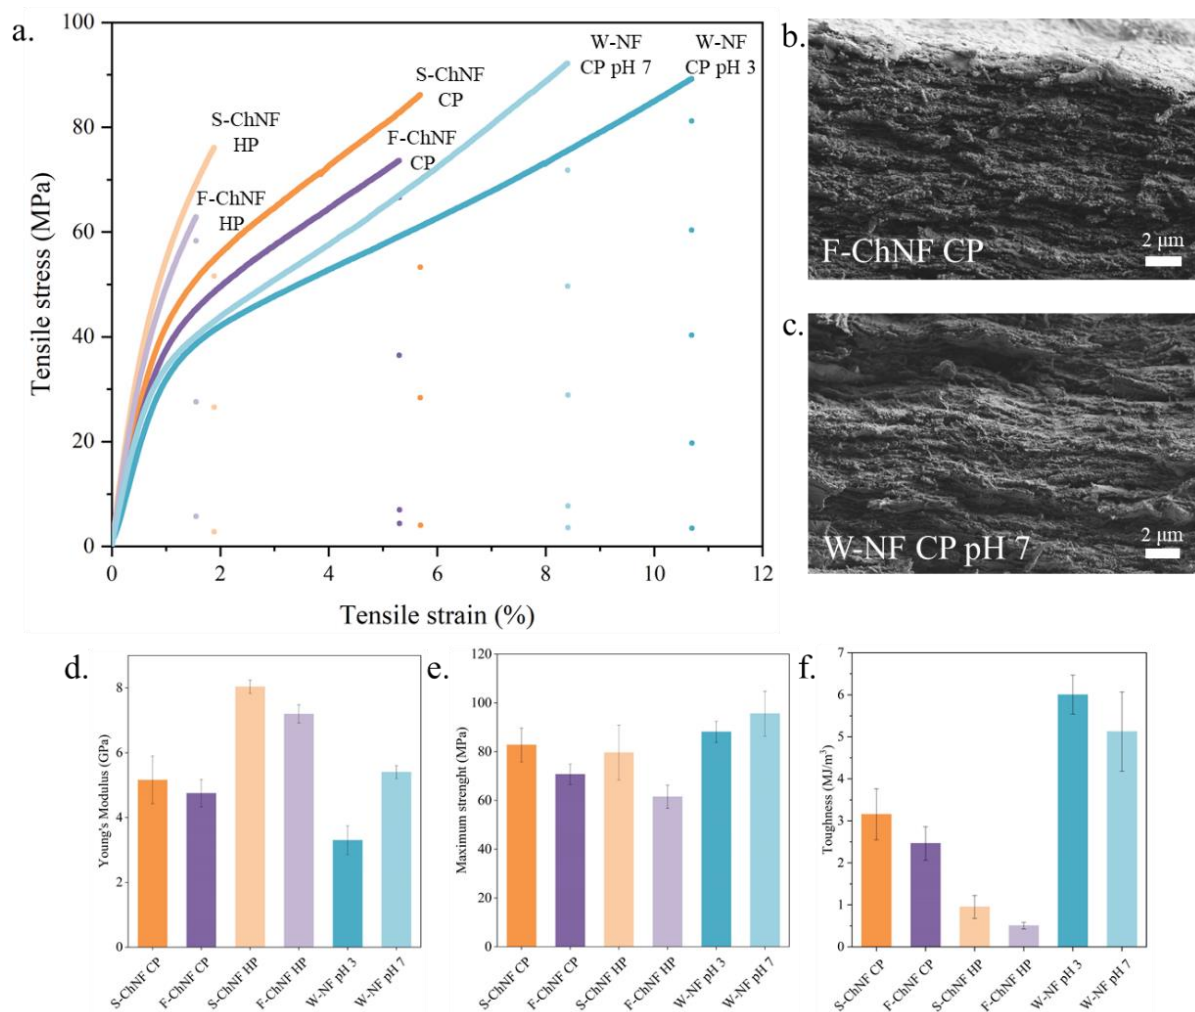 a.
100
80
60
40
20
0
Tensile stress (MPa)
0 2 4 6 8 10 12
Tensile strain (%)
S-ChNF
HP
F-ChNF
HP
S-ChNF
CP
F-ChNF
CP
W-NF
CP pH 7
W-NF
CP pH 3
b.
F-ChNF CP
2 μm
c.
W-NF CP pH 7
2 μm
d.
Young's Modulus (GPa)
8
6
4
2
0
S-ChNF CP
F-ChNF CP
S-ChNF HP
F-ChNF HP
W-NF pH 3
W-NF pH 7
e.
Maximum strenght (MPa)
120
100
80
60
40
20
0
S-ChNF CP
F-ChNF CP
S-ChNF HP
F-ChNF HP
W-NF pH 3
W-NF pH 7
f.
Toughness (MJ/m³)
7
6
5
4
3
2
1
0
S-ChNF CP
F-ChNF CP
S-ChNF HP
F-ChNF HP
W-NF pH 3
W-NF pH 7